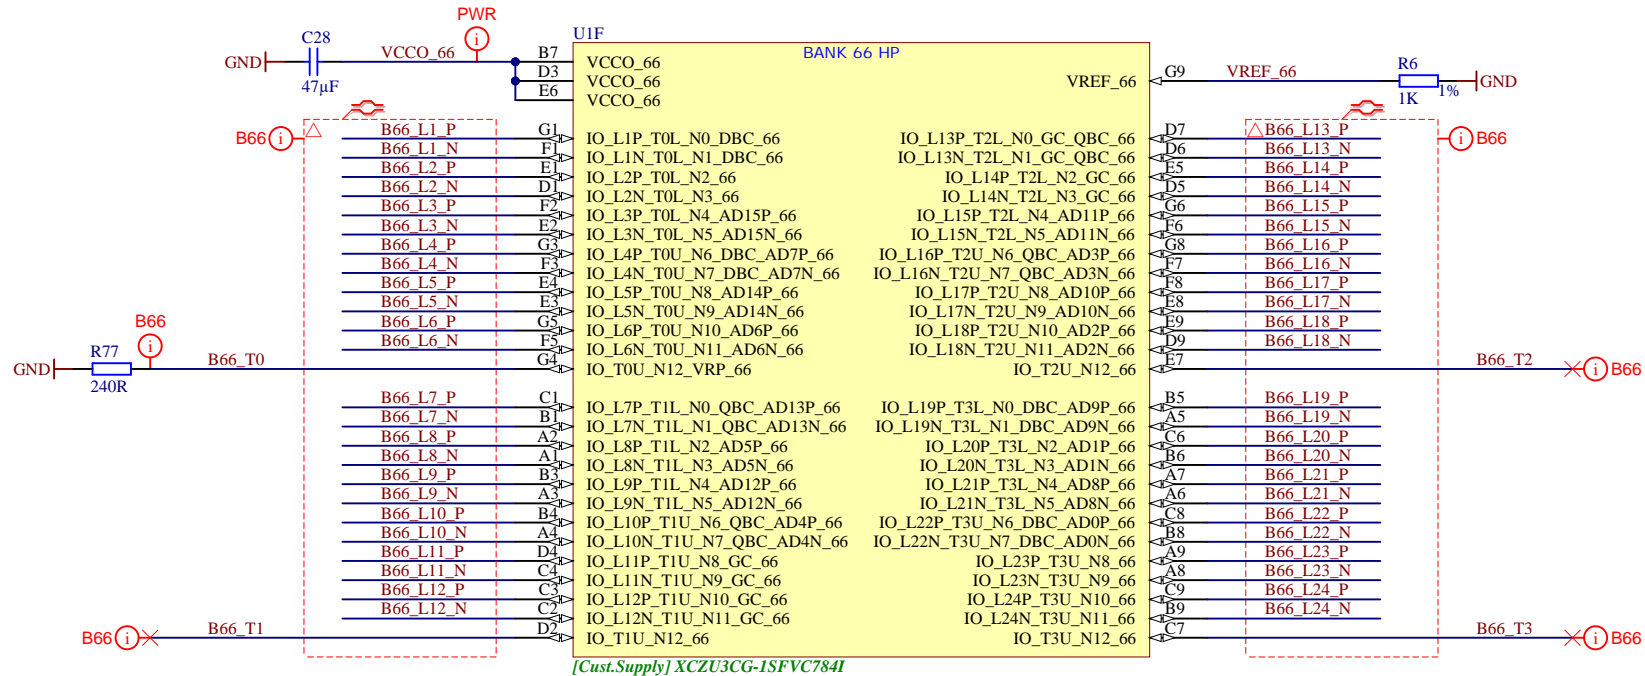 PWR
U1F
C28
GND
VCCO_66
47µF
BANK 66 HP
B7 VCCO_66
D3 VCCO_66
E6 VCCO_66
VREF_66 G9 VREF_66
R6
1K
1%
GND
B66
B66
B66_L1_P G1 IO_L1P_T0L_N0_DBC_66 IO_L13P_T2L_N0_GC_QBC_66 D7 B66_L13_P
B66_L1_N F1 IO_L1N_T0L_N1_DBC_66 IO_L13N_T2L_N1_GC_QBC_66 D6 B66_L13_N
B66_L2_P E1 IO_L2P_T0L_N2_66 IO_L14P_T2L_N2_GC_66 E5 B66_L14_P
B66_L2_N D1 IO_L2N_T0L_N3_66 IO_L14N_T2L_N3_GC_66 D5 B66_L14_N
B66_L3_P F2 IO_L3P_T0L_N4_AD15P_66 IO_L15P_T2L_N4_AD11P_66 G6 B66_L15_P
B66_L3_N E2 IO_L3N_T0L_N5_AD15N_66 IO_L15N_T2L_N5_AD11N_66 F6 B66_L15_N
B66_L4_P G3 IO_L4P_T0U_N6_DBC_AD7P_66 IO_L16P_T2U_N6_QBC_AD3P_66 G8 B66_L16_P
B66_L4_N F3 IO_L4N_T0U_N7_DBC_AD7N_66 IO_L16N_T2U_N7_QBC_AD3N_66 F7 B66_L16_N
B66_L5_P E4 IO_L5P_T0U_N8_AD14P_66 IO_L17P_T2U_N8_AD10P_66 F8 B66_L17_P
B66_L5_N E3 IO_L5N_T0U_N9_AD14N_66 IO_L17N_T2U_N9_AD10N_66 E8 B66_L17_N
B66_L6_P G5 IO_L6P_T0U_N10_AD6P_66 IO_L18P_T2U_N10_AD2P_66 E9 B66_L18_P
B66_L6_N F5 IO_L6N_T0U_N11_AD6N_66 IO_L18N_T2U_N11_AD2N_66 D9 B66_L18_N
B66
R77
GND
240R
B66_T0 G4 IO_T0U_N12_VRP_66 IO_T2U_N12_66 E7 B66_T2 B66
B66_L7_P C1 IO_L7P_T1L_N0_QBC_AD13P_66 IO_L19P_T3L_N0_DBC_AD9P_66 B5 B66_L19_P
B66_L7_N B1 IO_L7N_T1L_N1_QBC_AD13N_66 IO_L19N_T3L_N1_DBC_AD9N_66 A5 B66_L19_N
B66_L8_P A2 IO_L8P_T1L_N2_AD5P_66 IO_L20P_T3L_N2_AD1P_66 C6 B66_L20_P
B66_L8_N A1 IO_L8N_T1L_N3_AD5N_66 IO_L20N_T3L_N3_AD1N_66 B6 B66_L20_N
B66_L9_P B3 IO_L9P_T1L_N4_AD12P_66 IO_L21P_T3L_N4_AD8P_66 A7 B66_L21_P
B66_L9_N A3 IO_L9N_T1L_N5_AD12N_66 IO_L21N_T3L_N5_AD8N_66 A6 B66_L21_N
B66_L10_P B4 IO_L10P_T1U_N6_QBC_AD4P_66 IO_L22P_T3U_N6_DBC_AD0P_66 C8 B66_L22_P
B66_L10_N A4 IO_L10N_T1U_N7_QBC_AD4N_66 IO_L22N_T3U_N7_DBC_AD0N_66 B8 B66_L22_N
B66_L11_P D4 IO_L11P_T1U_N8_GC_66 IO_L23P_T3U_N8_66 A9 B66_L23_P
B66_L11_N C4 IO_L11N_T1U_N9_GC_66 IO_L23N_T3U_N9_66 A8 B66_L23_N
B66_L12_P C3 IO_L12P_T1U_N10_GC_66 IO_L24P_T3U_N10_66 C9 B66_L24_P
B66_L12_N C2 IO_L12N_T1U_N11_GC_66 IO_L24N_T3U_N11_66 B9 B66_L24_N
B66 B66_T1 D2 IO_T1U_N12_66 IO_T3U_N12_66 C7 B66_T3 B66
[Cust.Supply] XCZU3CG-1SFVC784I